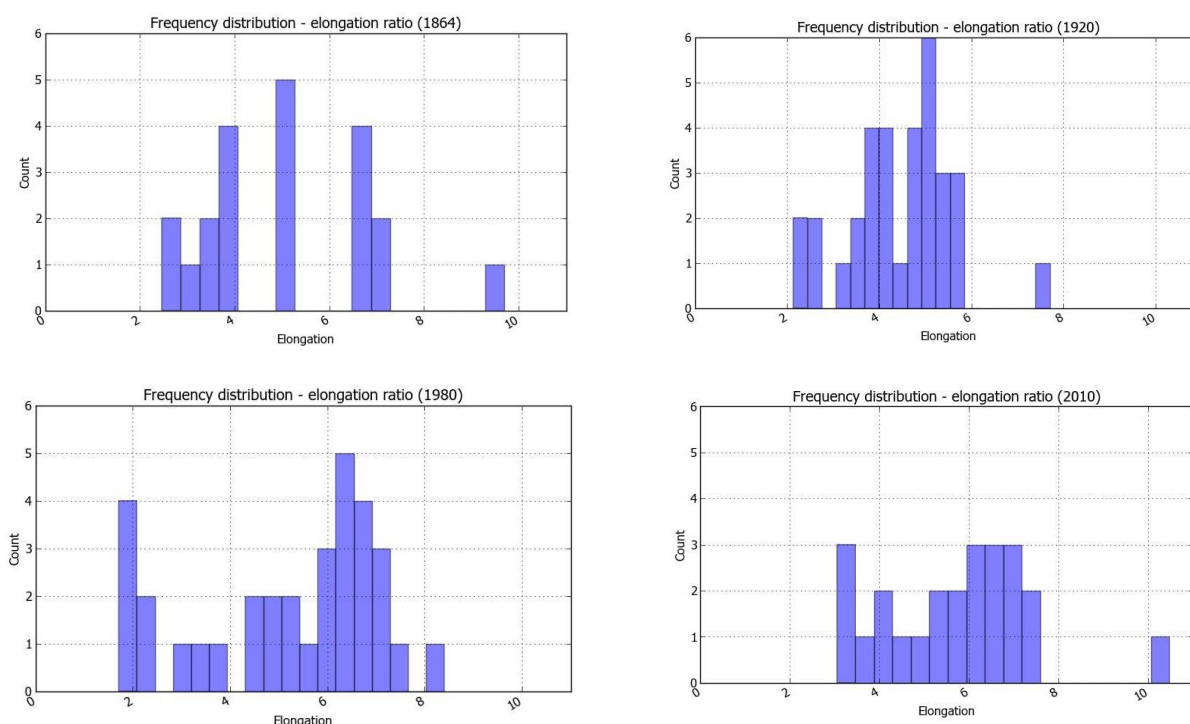 Frequency distribution - elongation ratio (1864)
6
5
4
3
2
1
0
Count
0 2 4 6 8 10
Elongation
Frequency distribution - elongation ratio (1920)
6
5
4
3
2
1
0
Count
0 2 4 6 8 10
Elongation
Frequency distribution - elongation ratio (1980)
6
5
4
3
2
1
0
Count
0 2 4 6 8 10
Elongation
Frequency distribution - elongation ratio (2010)
6
5
4
3
2
1
0
Count
0 2 4 6 8 10
Elongation